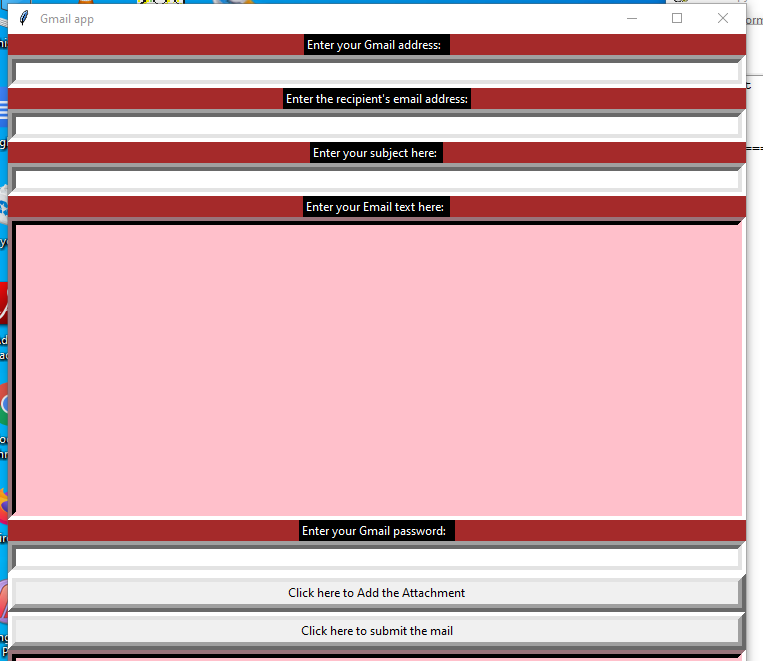 Gmail app
Enter your Gmail address:
Enter the recipient's email address:
Enter your subject here:
Enter your Email text here:
Enter your Gmail password:
Click here to Add the Attachment
Click here to submit the mail